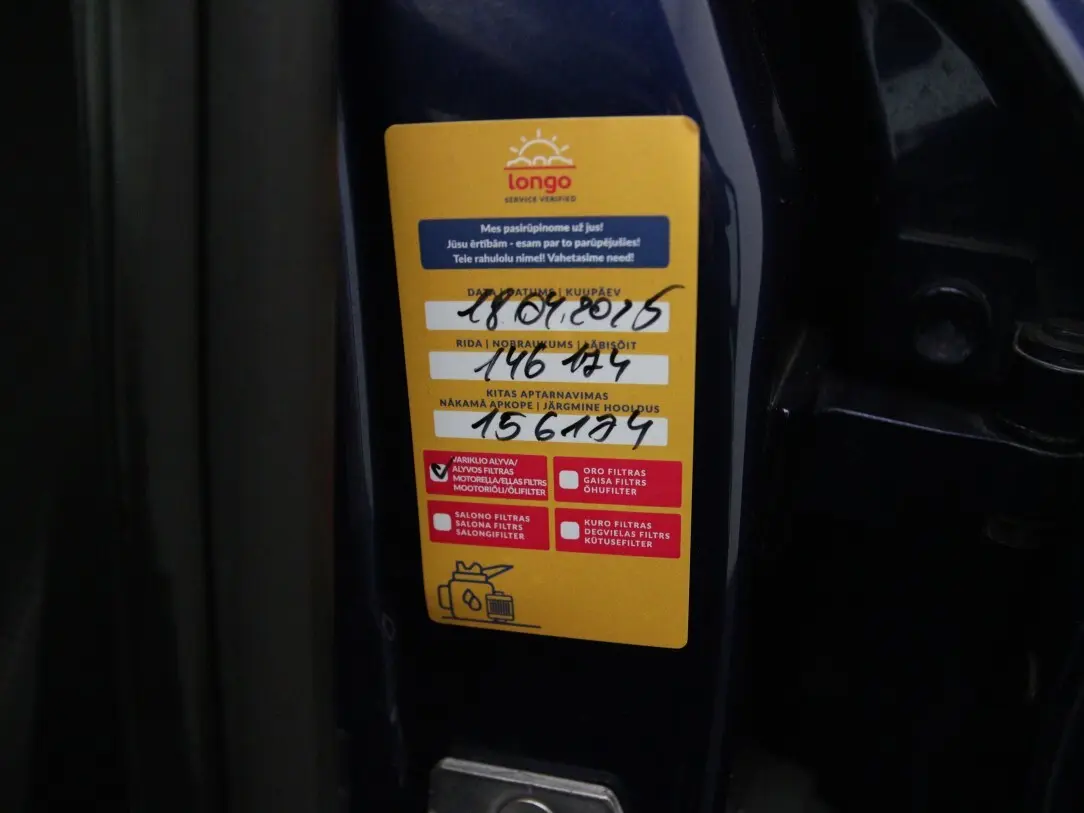 longo
SERVICE VERIFIED
Mes pasirūpinome už jus!
Jūsu ērtībām - esam par to parūpējušies!
Teie rahulolu nimel! Vahetasime need!
DATA | DATUMS | KUUPÄEV
18.04.2025
RIDA | NOBRAUKUMS | LÄBISÕIT
146 174
KITAS APTARNAVIMAS
NĀKAMĀ APKOPE | JÄRGMINE HOOLDUS
156174
VARIKLIO ALYVA/
ALYVOS FILTRAS
MOTOREĻĻA/EĻĻAS FILTRS
MOOTORIÕLI/ÕLIFILTER
ORO FILTRAS
GAISA FILTRS
ÕHUFILTER
SALONO FILTRAS
SALONA FILTRS
SALONGIFILTER
KURO FILTRAS
DEGVIELAS FILTRS
KÜTUSEFILTER